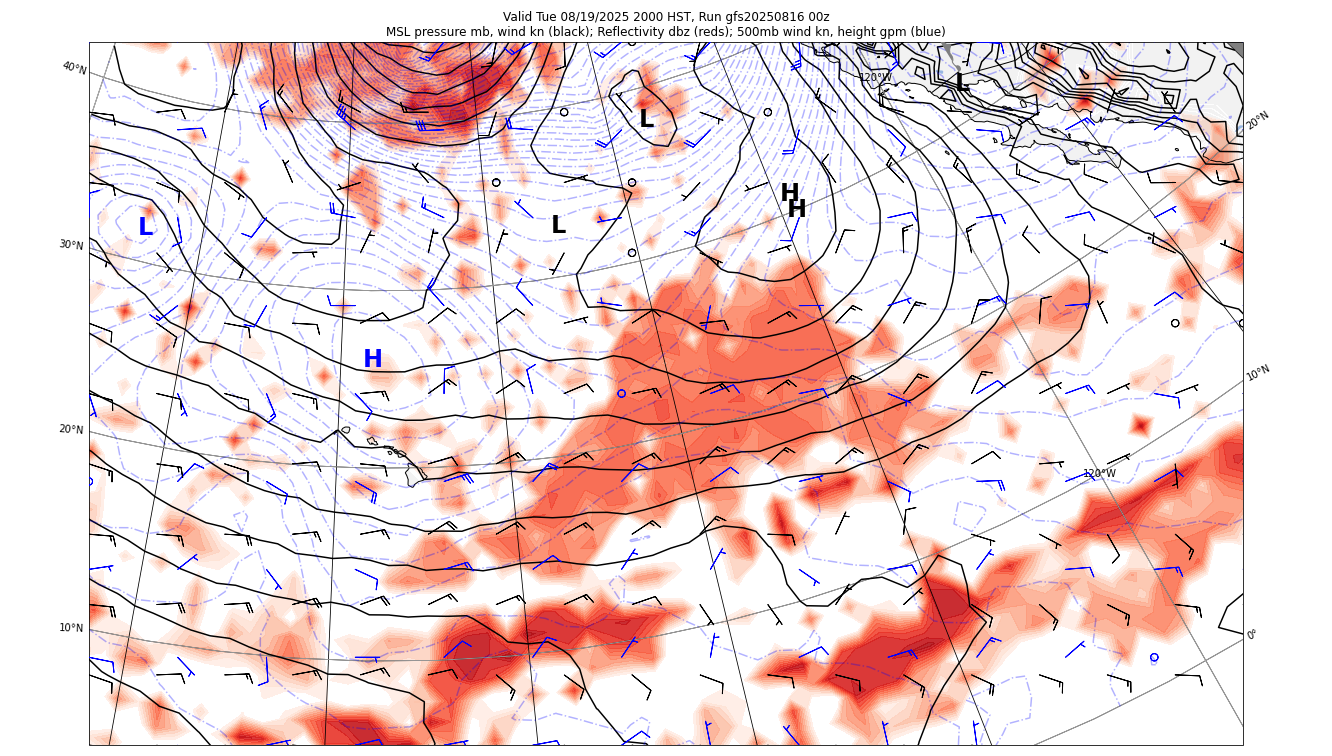 Valid Tue 08/19/2025 2000 HST, Run gfs20250816 00z
MSL pressure mb, wind kn (black); Reflectivity dbz (reds); 500mb wind kn, height gpm (blue)
40°N
120°W
L
L
20°N
H
H
L
L
30°N
H
10°N
20°N
120°W
10°N
0°